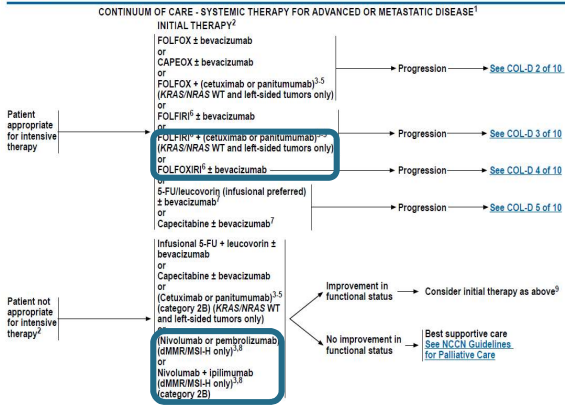 CONTINUUM OF CARE - SYSTEMIC THERAPY FOR ADVANCED OR METASTATIC DISEASE1
INITIAL THERAPY2
Patient
appropriate
for intensive
therapy
FOLFOX ± bevacizumab
or
CAPEOX ± bevacizumab
or
FOLFOX + (cetuximab or panitumumab)3-5
(KRAS/NRAS WT and left-sided tumors only)
Progression
See COL-D 2 of 10
or
FOLFIRI6 ± bevacizumab
or
FOLFIRI6 + (cetuximab or panitumumab)3-5
(KRAS/NRAS WT and left-sided tumors only)
Progression
See COL-D 3 of 10
or
FOLFOXIRI6 ± bevacizumab
Progression
See COL-D 4 of 10
or
5-FU/leucovorin (infusional preferred)
± bevacizumab7
or
Capecitabine ± bevacizumab7
Progression
See COL-D 5 of 10
Patient not
appropriate
for intensive
therapy2
Infusional 5-FU + leucovorin ±
bevacizumab
or
Capecitabine ± bevacizumab
or
(Cetuximab or panitumumab)3-5
(category 2B) (KRAS/NRAS WT
and left-sided tumors only)
or
(Nivolumab or pembrolizumab)
(dMMR/MSI-H only)3,8
or
Nivolumab + ipilimumab
(dMMR/MSI-H only)3,8
(category 2B)
Improvement in
functional status
Consider initial therapy as above9
No improvement in
functional status
Best supportive care
See NCCN Guidelines
for Palliative Care